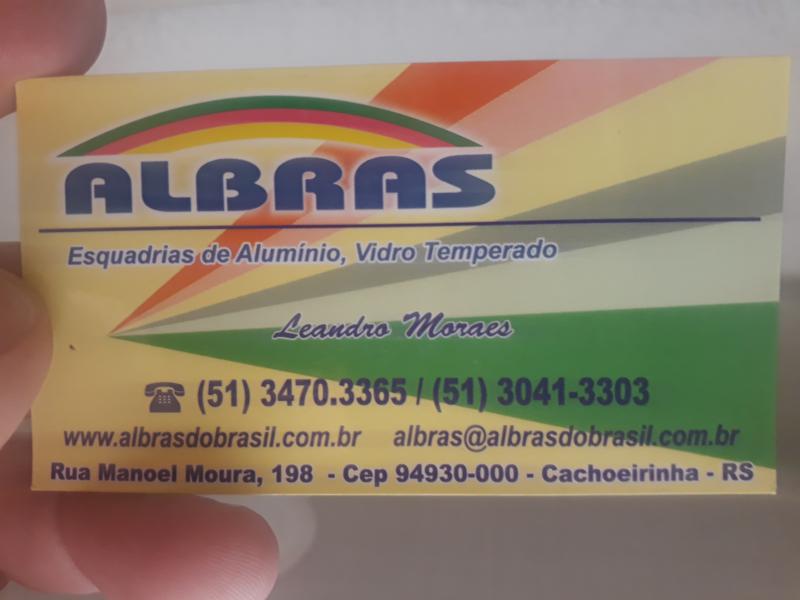 ALBRAS
Esquadrias de Alumínio, Vidro Temperado
Leandro Moraes
(51) 3470.3365 / (51) 3041-3303
www.albrasdobrasil.com.br albras@albrasdobrasil.com.br
Rua Manoel Moura, 198 - Cep 94930-000 - Cachoeirinha - RS